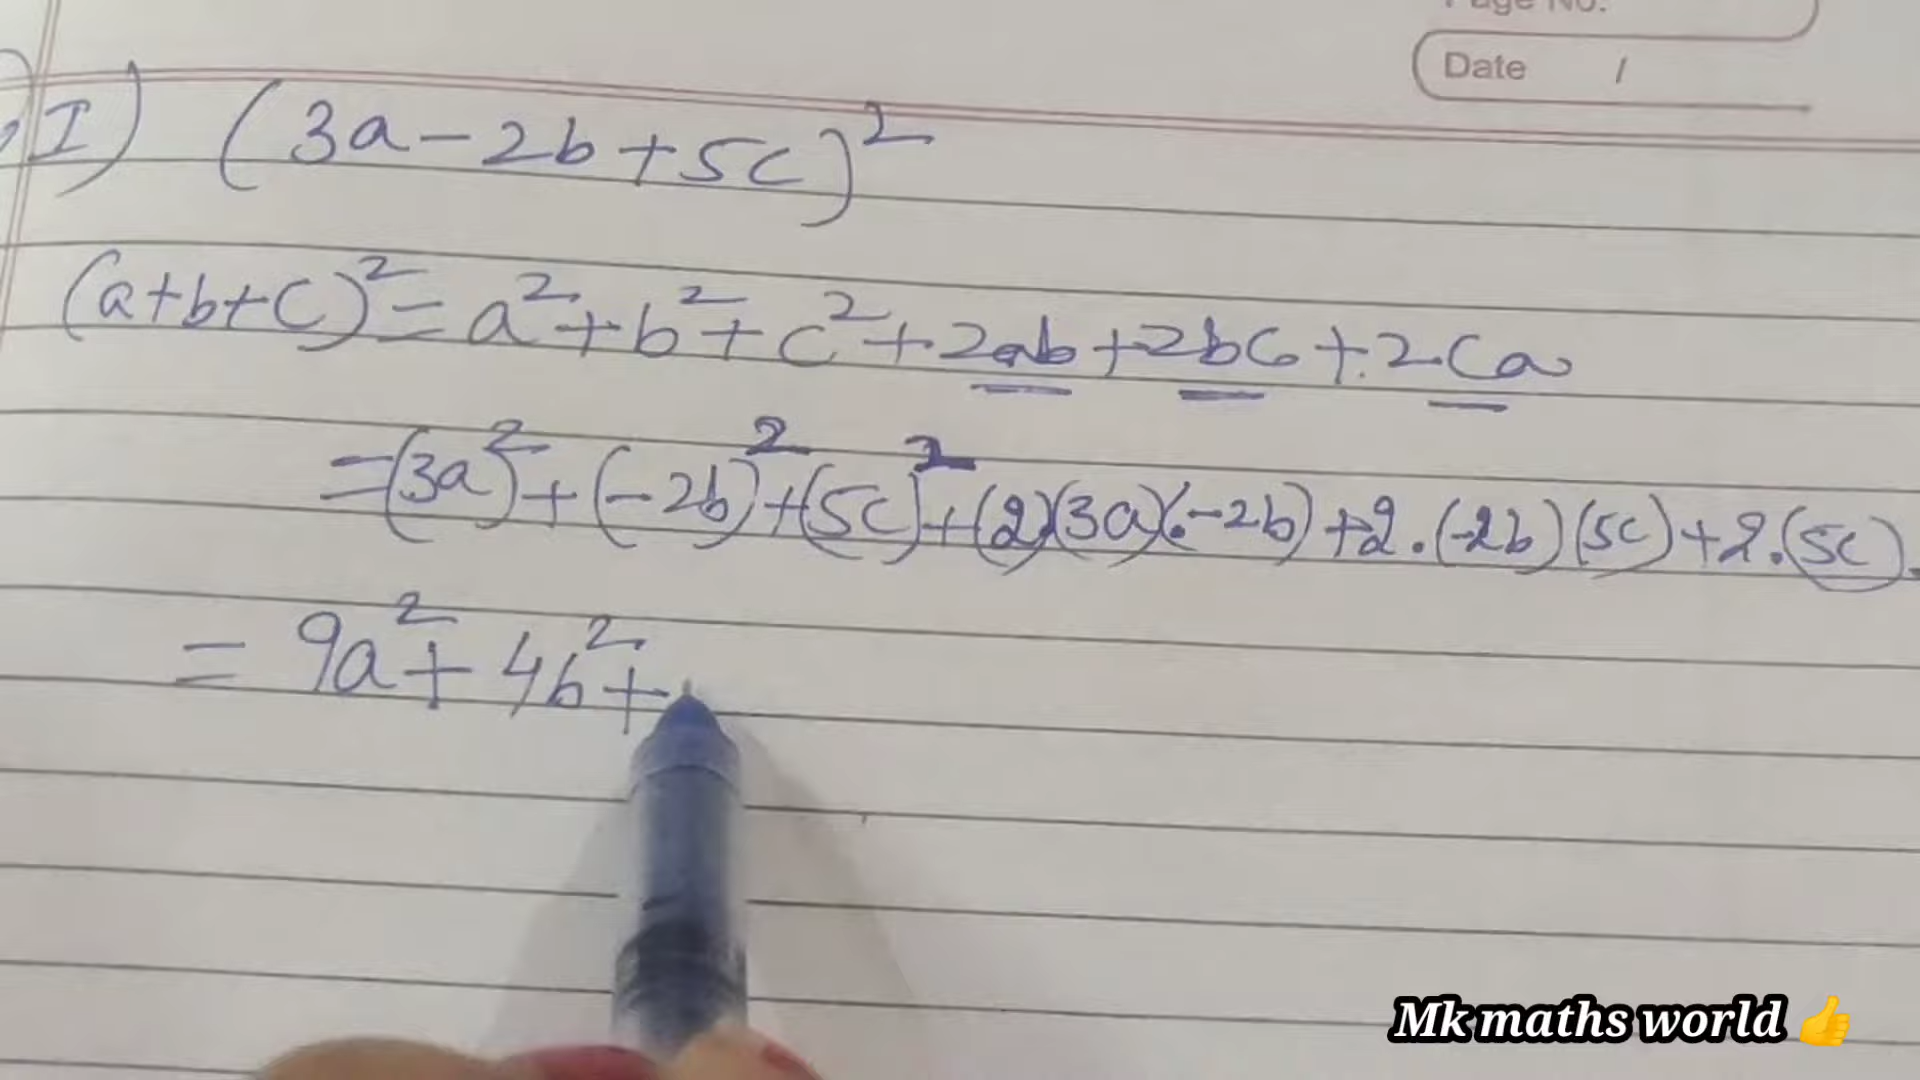 Page No.
Date /
I) (3a-2b+5c)²
(a+b+c)²=a²+b²+c²+2ab+2bc+2ca
=(3a)²+(-2b)²+(5c)²+(2)(3a)(.-2b)+2.(-2b)(5c)+2.(5c).
= 9a²+4b²+
Mk maths world 👍